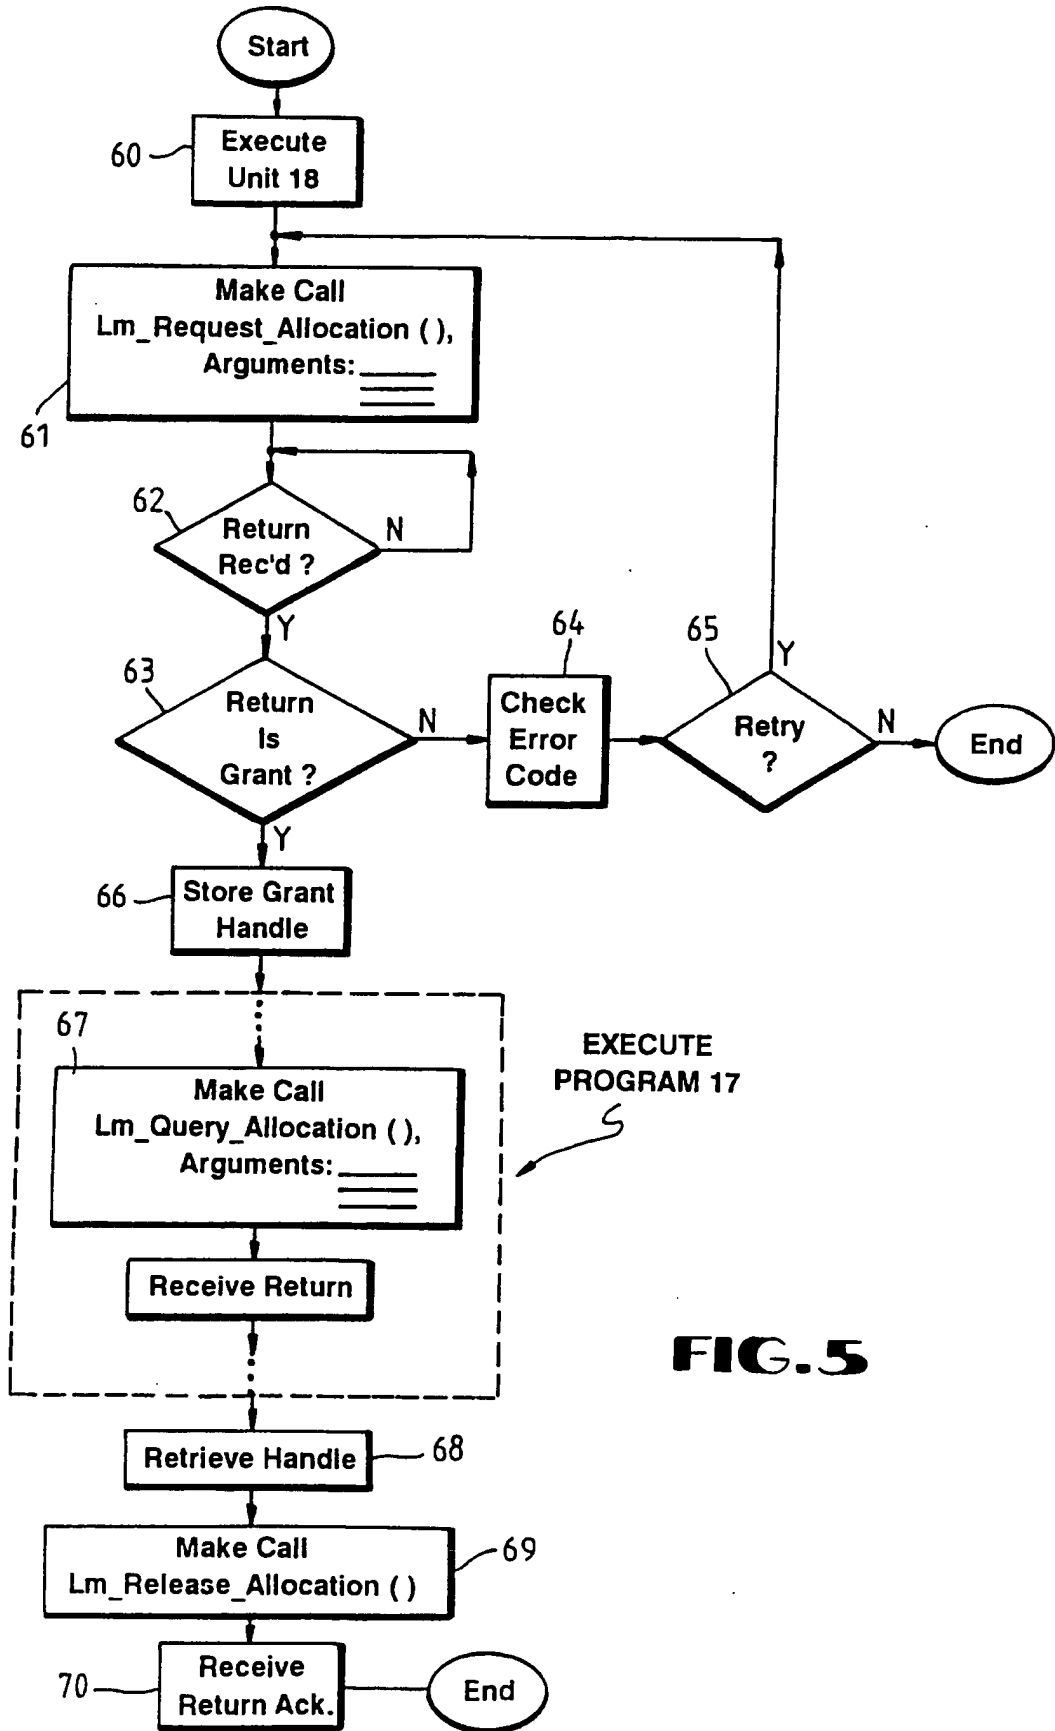 Start
60
Execute
Unit 18
Make Call
Lm_Request_Allocation ( ),
Arguments:
61
62
Return
Rec'd ?
N
Y
63
Return
Is
Grant ?
N
Y
64
Check
Error
Code
65
Retry
?
Y
N
End
66
Store Grant
Handle
67
Make Call
Lm_Query_Allocation ( ),
Arguments:
Receive Return
EXECUTE
PROGRAM 17
FIG.5
Retrieve Handle
68
Make Call
Lm_Release_Allocation ( )
69
70
Receive
Return Ack.
End